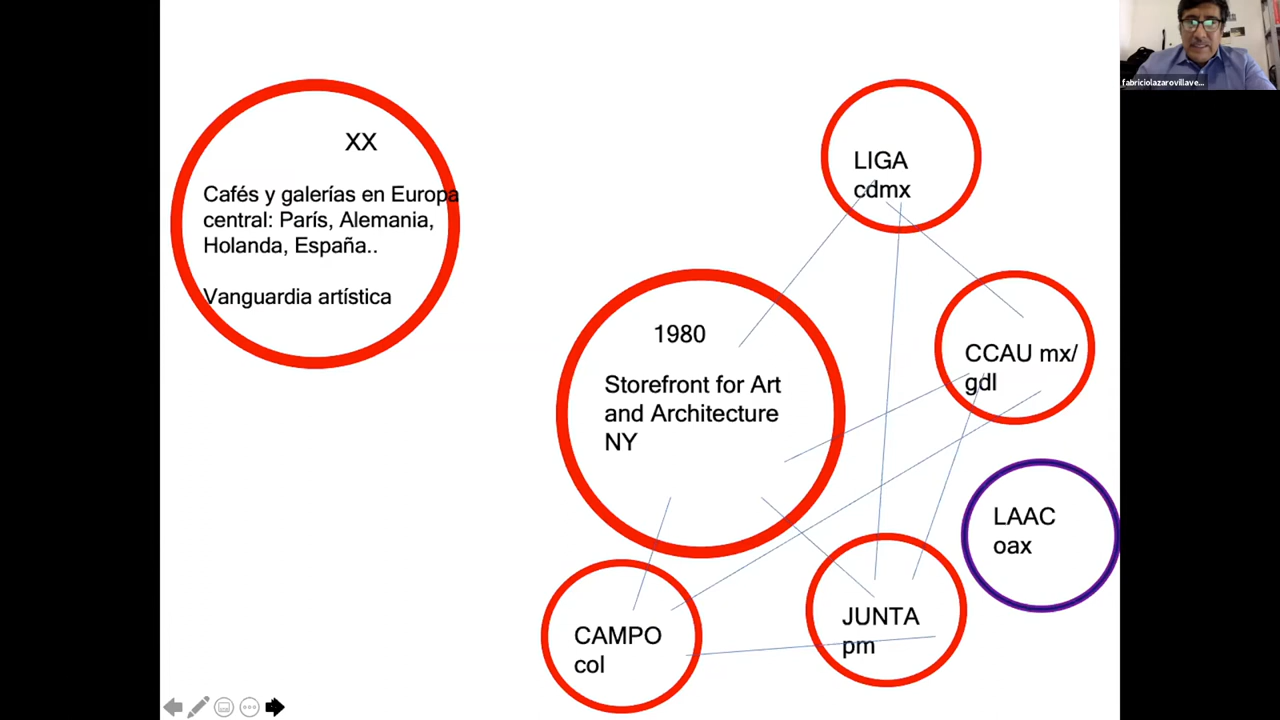 XX
Cafés y galerías en Europa
central: París, Alemania,
Holanda, España..
Vanguardia artística
LIGA
cdmx
1980
Storefront for Art
and Architecture
NY
CCAU mx/
gdl
LAAC
oax
CAMPO
col
JUNTA
pm
fabriciolazarovillave...